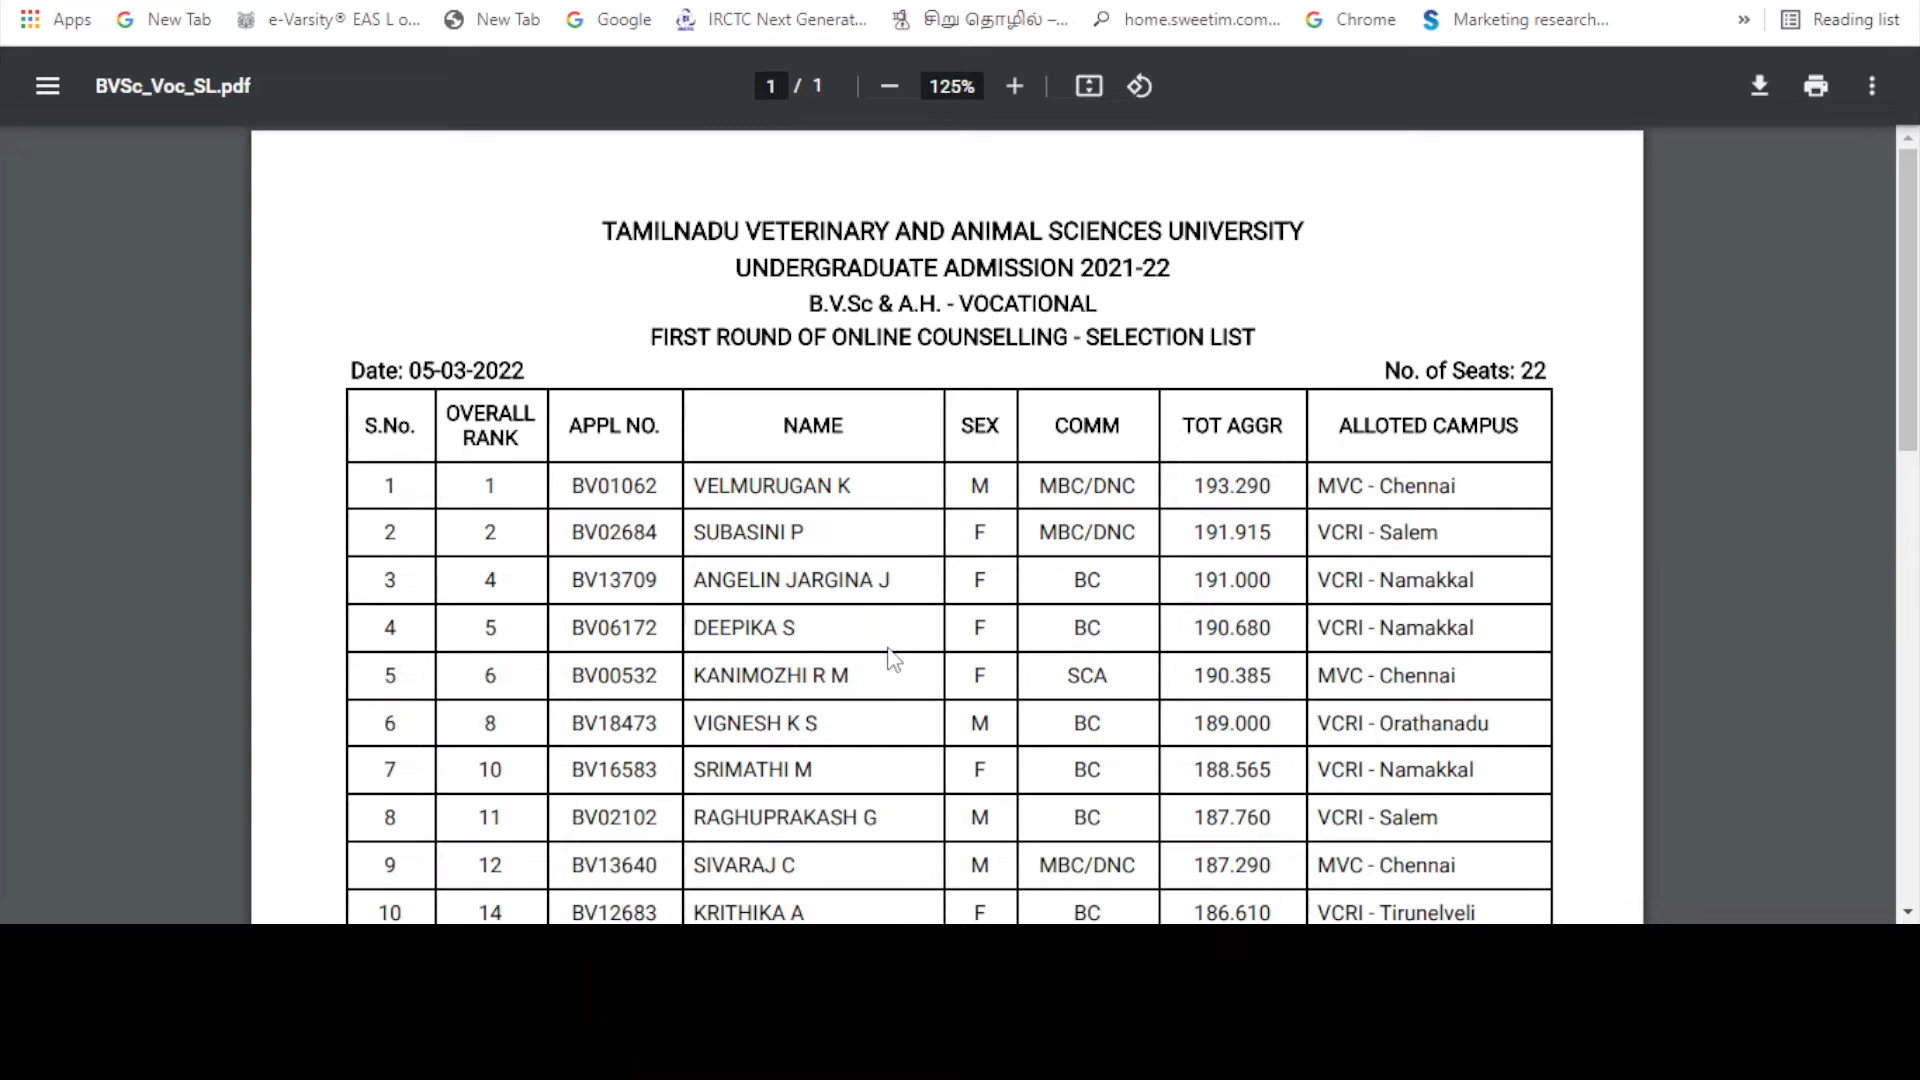 Apps New Tab e-Varsity® EAS L o... New Tab Google IRCTC Next Generat... சிறு தொழில் –... home.sweetim.com... Chrome Marketing research... » Reading list
BVSc_Voc_SL.pdf 1 / 1 125%
TAMILNADU VETERINARY AND ANIMAL SCIENCES UNIVERSITY
UNDERGRADUATE ADMISSION 2021-22
B.V.Sc & A.H. - VOCATIONAL
FIRST ROUND OF ONLINE COUNSELLING - SELECTION LIST
Date: 05-03-2022 No. of Seats: 22
S.No. OVERALL RANK APPL NO. NAME SEX COMM TOT AGGR ALLOTED CAMPUS
1 1 BV01062 VELMURUGAN K M MBC/DNC 193.290 MVC - Chennai
2 2 BV02684 SUBASINI P F MBC/DNC 191.915 VCRI - Salem
3 4 BV13709 ANGELIN JARGINA J F BC 191.000 VCRI - Namakkal
4 5 BV06172 DEEPIKA S F BC 190.680 VCRI - Namakkal
5 6 BV00532 KANIMOZHI R M F SCA 190.385 MVC - Chennai
6 8 BV18473 VIGNESH K S M BC 189.000 VCRI - Orathanadu
7 10 BV16583 SRIMATHI M F BC 188.565 VCRI - Namakkal
8 11 BV02102 RAGHUPRAKASH G M BC 187.760 VCRI - Salem
9 12 BV13640 SIVARAJ C M MBC/DNC 187.290 MVC - Chennai
10 14 BV12683 KRITHIKA A F BC 186.610 VCRI - Tirunelveli